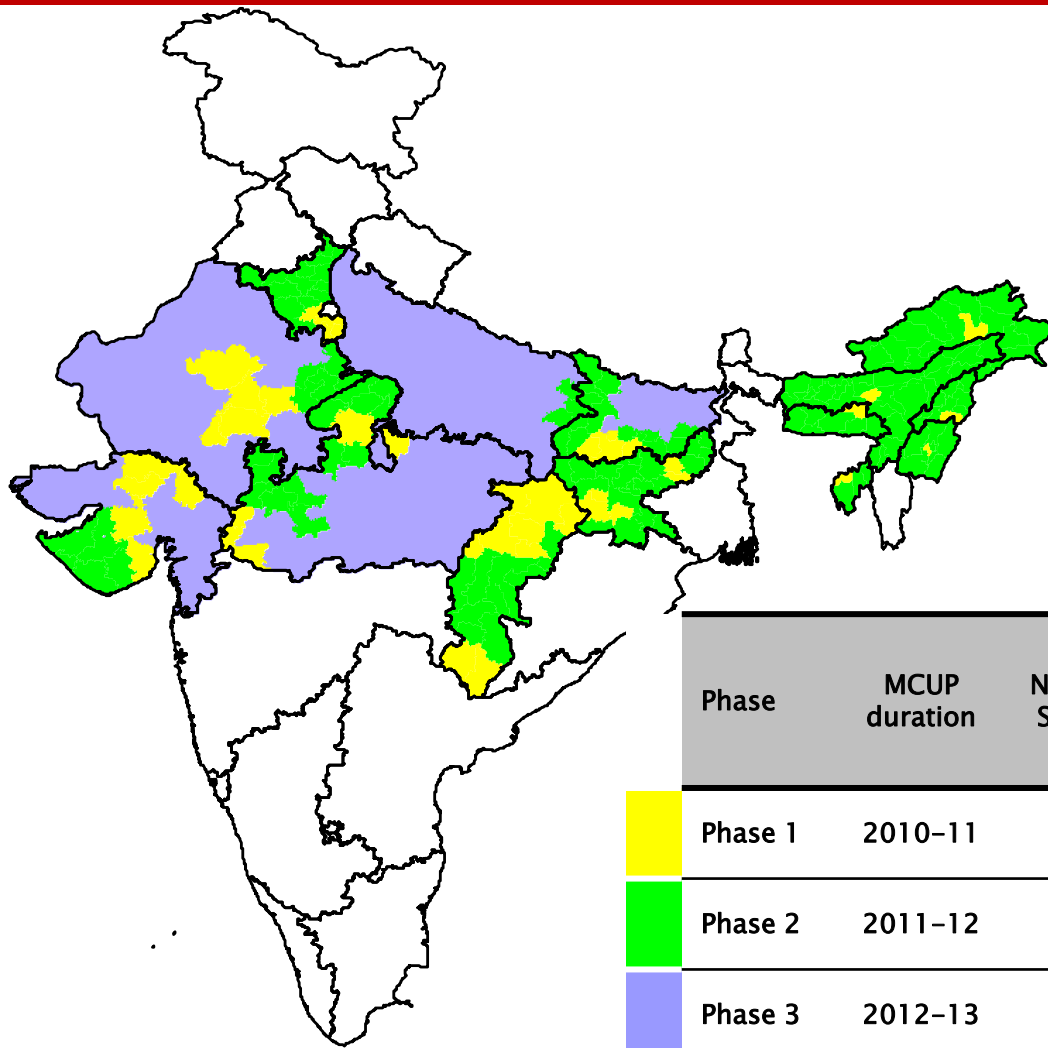 Phase
MCUP
duration
N
S
Phase 1 2010–11
Phase 2 2011–12
Phase 3 2012–13